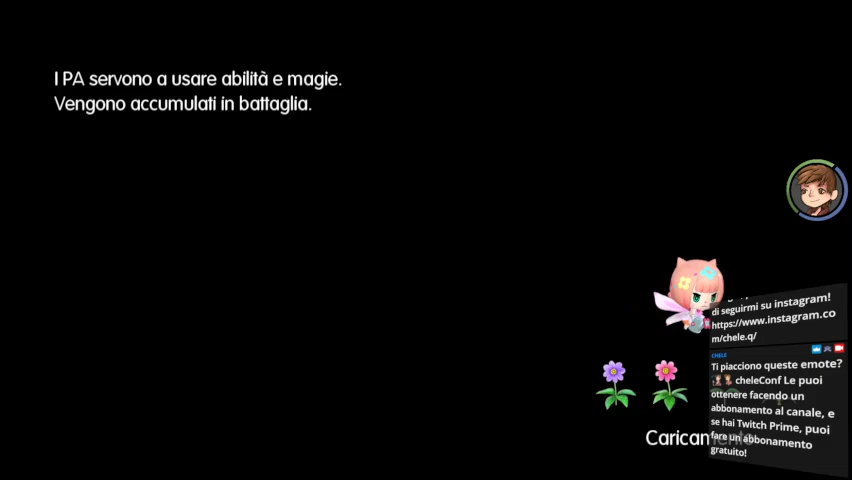 I PA servono a usare abilità e magie.
Vengono accumulati in battaglia.
di seguirmi su instagram!
https://www.instagram.co
m/chele.q/
CHELE
Ti piacciono queste emote?
cheleConf Le puoi
ottenere facendo un
abbonamento al canale, e
se hai Twitch Prime, puoi
fare un abbonamento
gratuito!
Caricamento